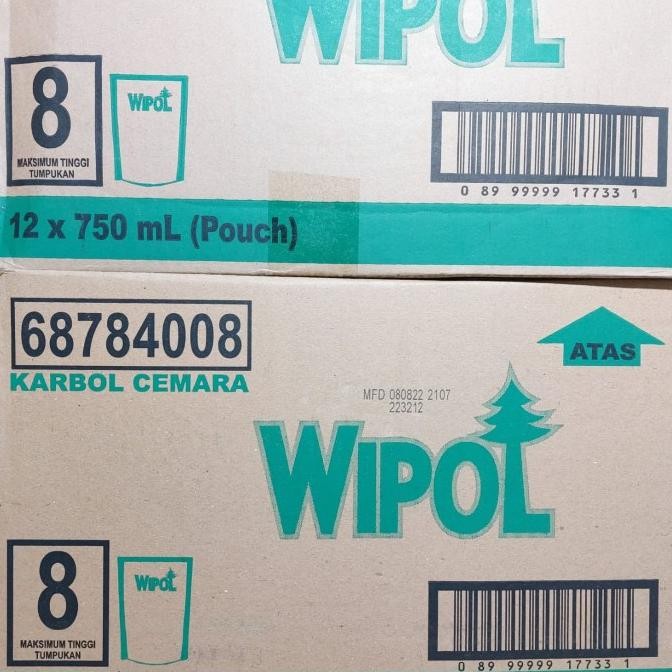 WIPOL
8
MAKSIMUM TINGGI
TUMPUKAN
WIPOL
0 89 99999 17733 1
12 x 750 mL (Pouch)
68784008
KARBOL CEMARA
ATAS
MFD 080822 2107
223212
WIPOL
8
MAKSIMUM TINGGI
TUMPUKAN
WIPOL
0 89 99999 17733 1